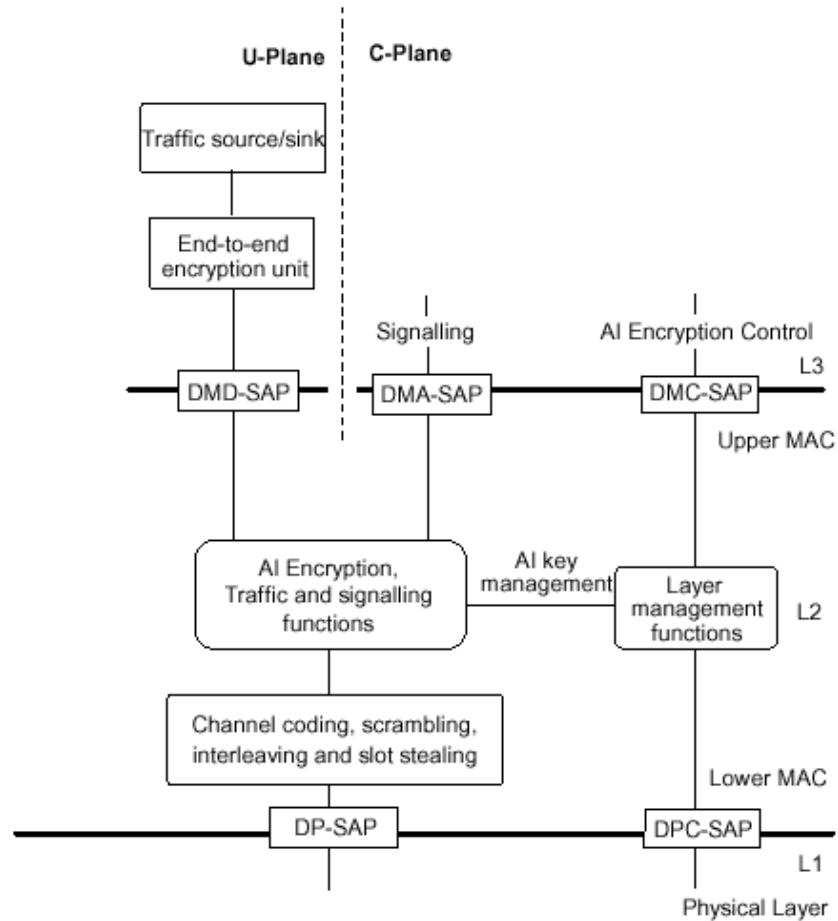 U-Plane
C-Plane
Traffic source/sink
End-to-end
encryption unit
Signalling
AI Encryption Control
L3
DMD-SAP
DMA-SAP
DMC-SAP
Upper MAC
AI Encryption,
Traffic and signalling
functions
AI key
management
Layer
management
functions
L2
Channel coding, scrambling,
interleaving and slot stealing
Lower MAC
DP-SAP
DPC-SAP
L1
Physical Layer